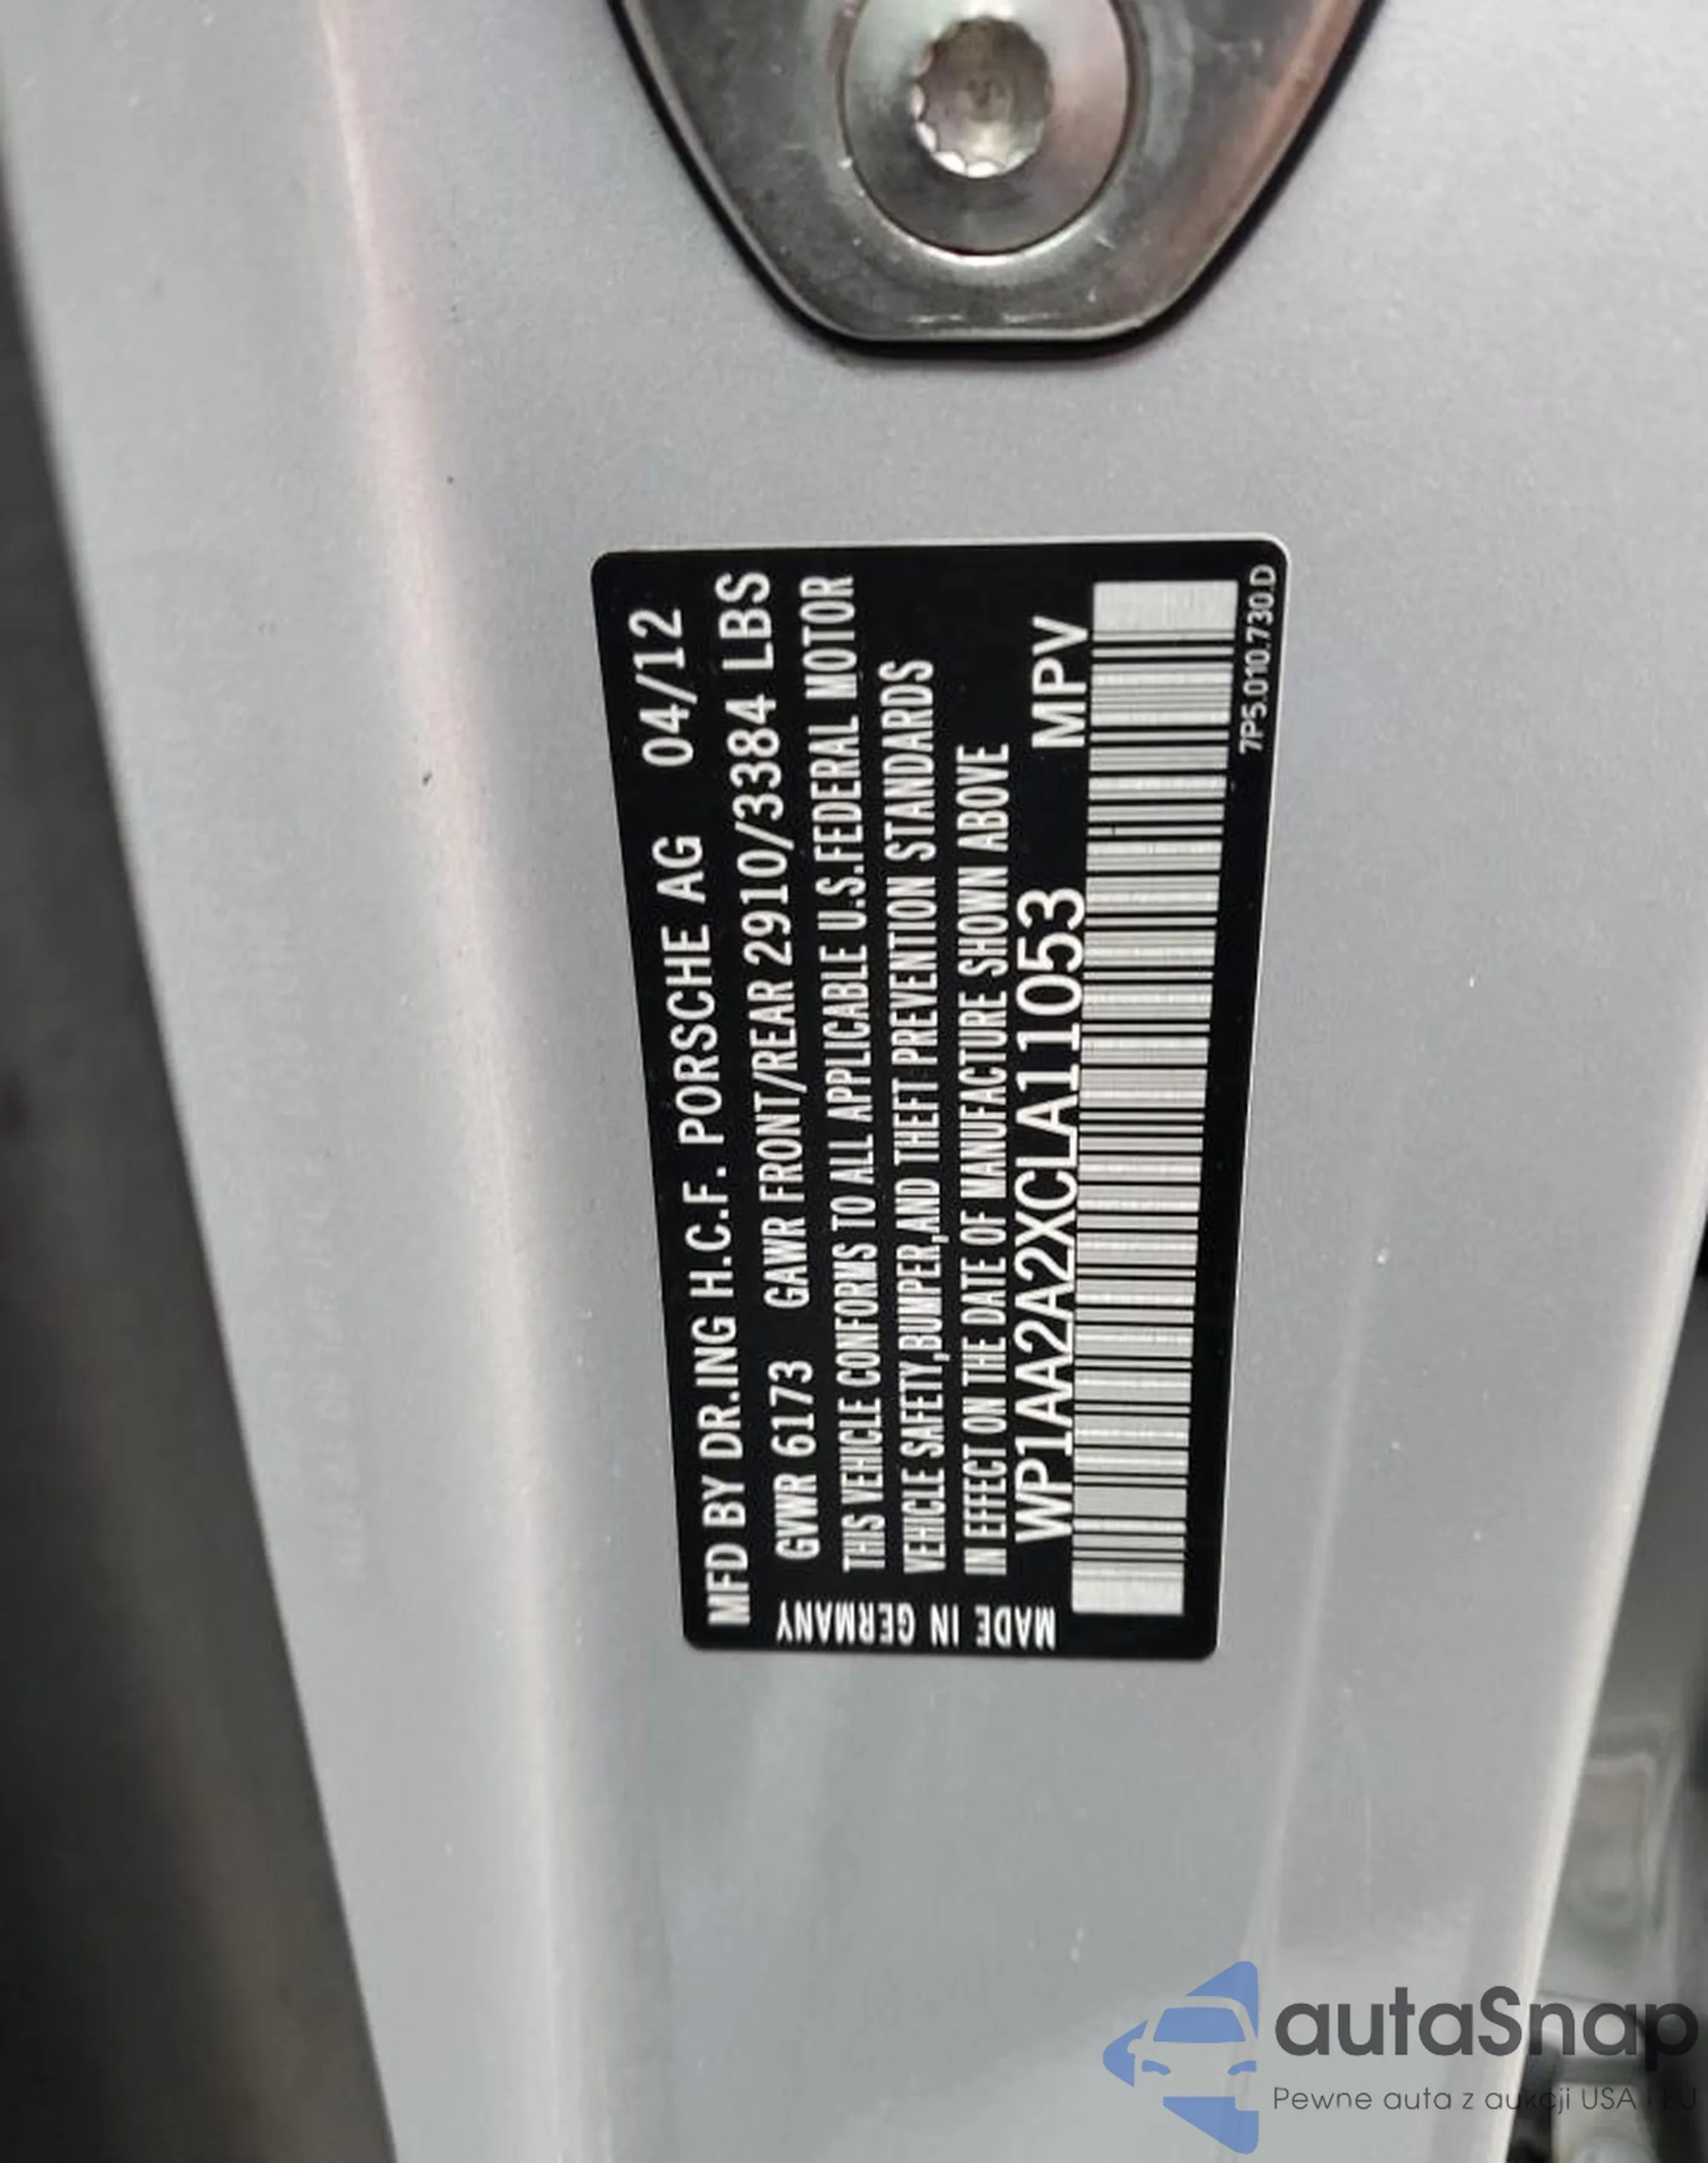 MFD BY DR.ING H.C.F. PORSCHE AG 04/12
GVWR 6173 GAWR FRONT/REAR 2910/3384 LBS
THIS VEHICLE CONFORMS TO ALL APPLICABLE U.S.FEDERAL MOTOR
VEHICLE SAFETY,BUMPER,AND THEFT PREVENTION STANDARDS
IN EFFECT ON THE DATE OF MANUFACTURE SHOWN ABOVE
WP1AA2A2XCLA11053 MPV
MADE IN GERMANY
7P5.010.730.D
autaSnap
Pewne auta z aukcji USA i EU